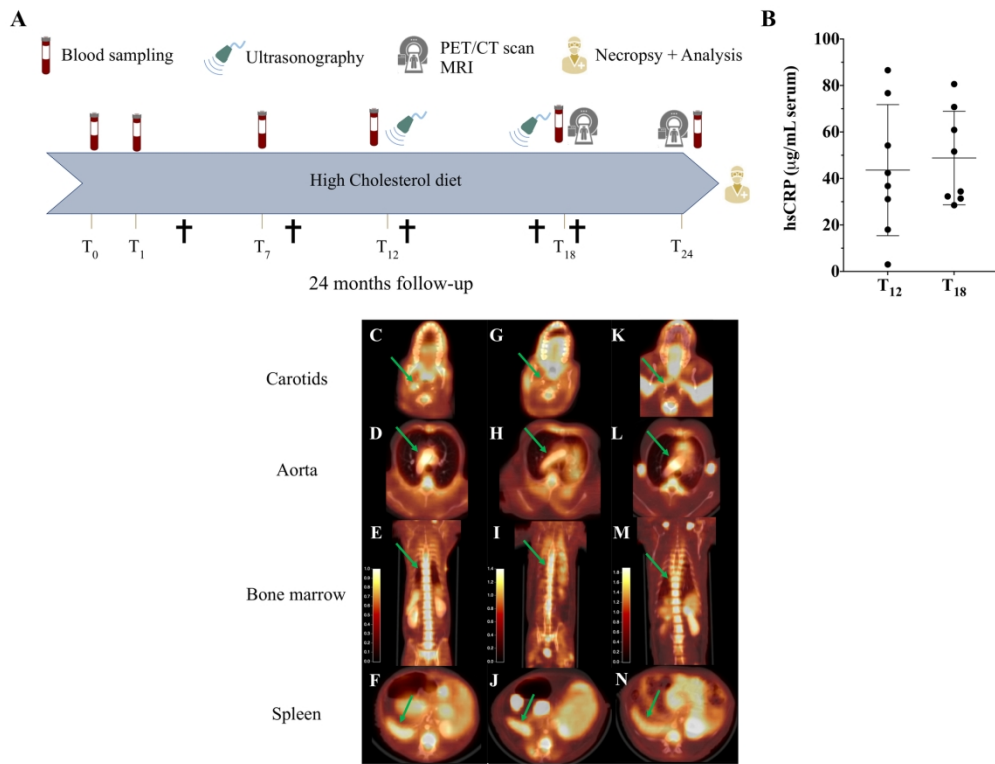 A
Blood sampling
Ultrasonography
PET/CT scan
MRI
Necropsy + Analysis
High Cholesterol diet
T0 T1 T7 T12 T18 T24
24 months follow-up
B
hsCRP (µg/mL serum)
100
80
60
40
20
0
T12 T18
Carotids
C G K
Aorta
D H L
Bone marrow
E I M
Spleen
F J N